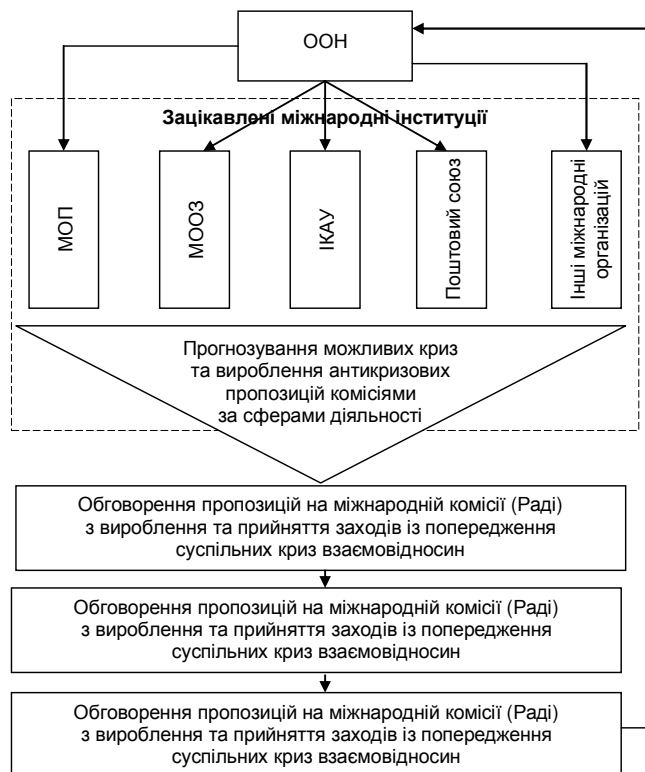 ООН
Зацікавлені міжнародні інституції
МОП
МООЗ
ІКАУ
Поштовий союз
Інші міжнародні
організацій
Прогнозування можливих криз
та вироблення антикризових
пропозицій комісіями
за сферами діяльності
Обговорення пропозицій на міжнародній комісії (Раді)
з вироблення та прийняття заходів із попередження
суспільних криз взаємовідносин
Обговорення пропозицій на міжнародній комісії (Раді)
з вироблення та прийняття заходів із попередження
суспільних криз взаємовідносин
Обговорення пропозицій на міжнародній комісії (Раді)
з вироблення та прийняття заходів із попередження
суспільних криз взаємовідносин